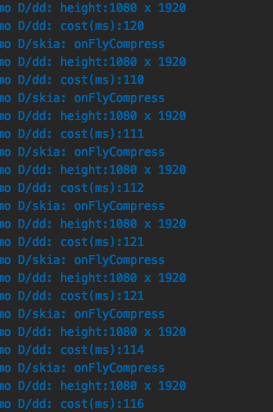 mo D/dd: height:1080 x 1920
mo D/dd: cost(ms):120
mo D/skia: onFlyCompress
mo D/dd: height:1080 x 1920
mo D/dd: cost(ms):110
mo D/skia: onFlyCompress
mo D/dd: height:1080 x 1920
mo D/dd: cost(ms):111
mo D/skia: onFlyCompress
mo D/dd: height:1080 x 1920
mo D/dd: cost(ms):112
mo D/skia: onFlyCompress
mo D/dd: height:1080 x 1920
mo D/dd: cost(ms):121
mo D/skia: onFlyCompress
mo D/dd: height:1080 x 1920
mo D/dd: cost(ms):121
mo D/skia: onFlyCompress
mo D/dd: height:1080 x 1920
mo D/dd: cost(ms):114
mo D/skia: onFlyCompress
mo D/dd: height:1080 x 1920
mo D/dd: cost(ms):116